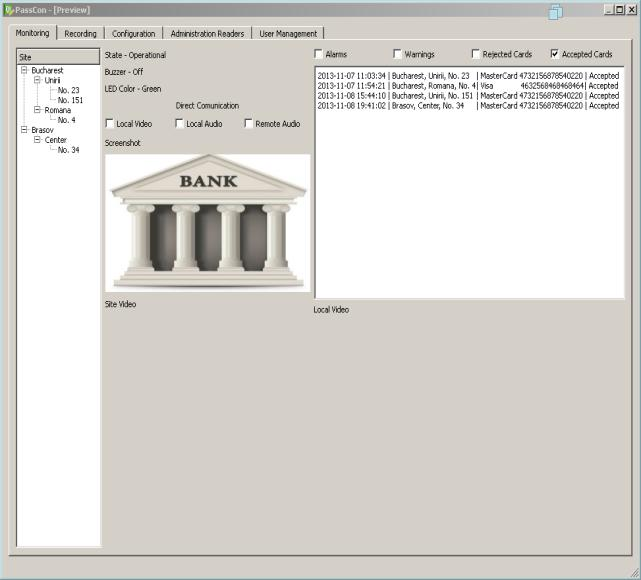 PassCon - [Preview]
Monitoring Recording Configuration Administration Readers User Management
Site
Bucharest
Unirii
No. 23
No. 151
Romana
No. 4
Brasov
Center
No. 34
State - Operational
Buzzer - Off
LED Color - Green
Direct Comunication
Local Video Local Audio Remote Audio
Screenshot
BANK
Site Video
Alarms Warnings Rejected Cards Accepted Cards
2013-11-07 11:03:34 | Bucharest, Unirii, No. 23 | MasterCard 4732156878540220 | Accepted
2013-11-07 11:54:21 | Bucharest, Romana, No. 4 | Visa 4632568468468464 | Accepted
2013-11-08 15:44:10 | Bucharest, Unirii, No. 151 | MasterCard 4732156878540220 | Accepted
2013-11-08 19:41:02 | Brasov, Center, No. 34 | MasterCard 4732156878540220 | Accepted
Local Video